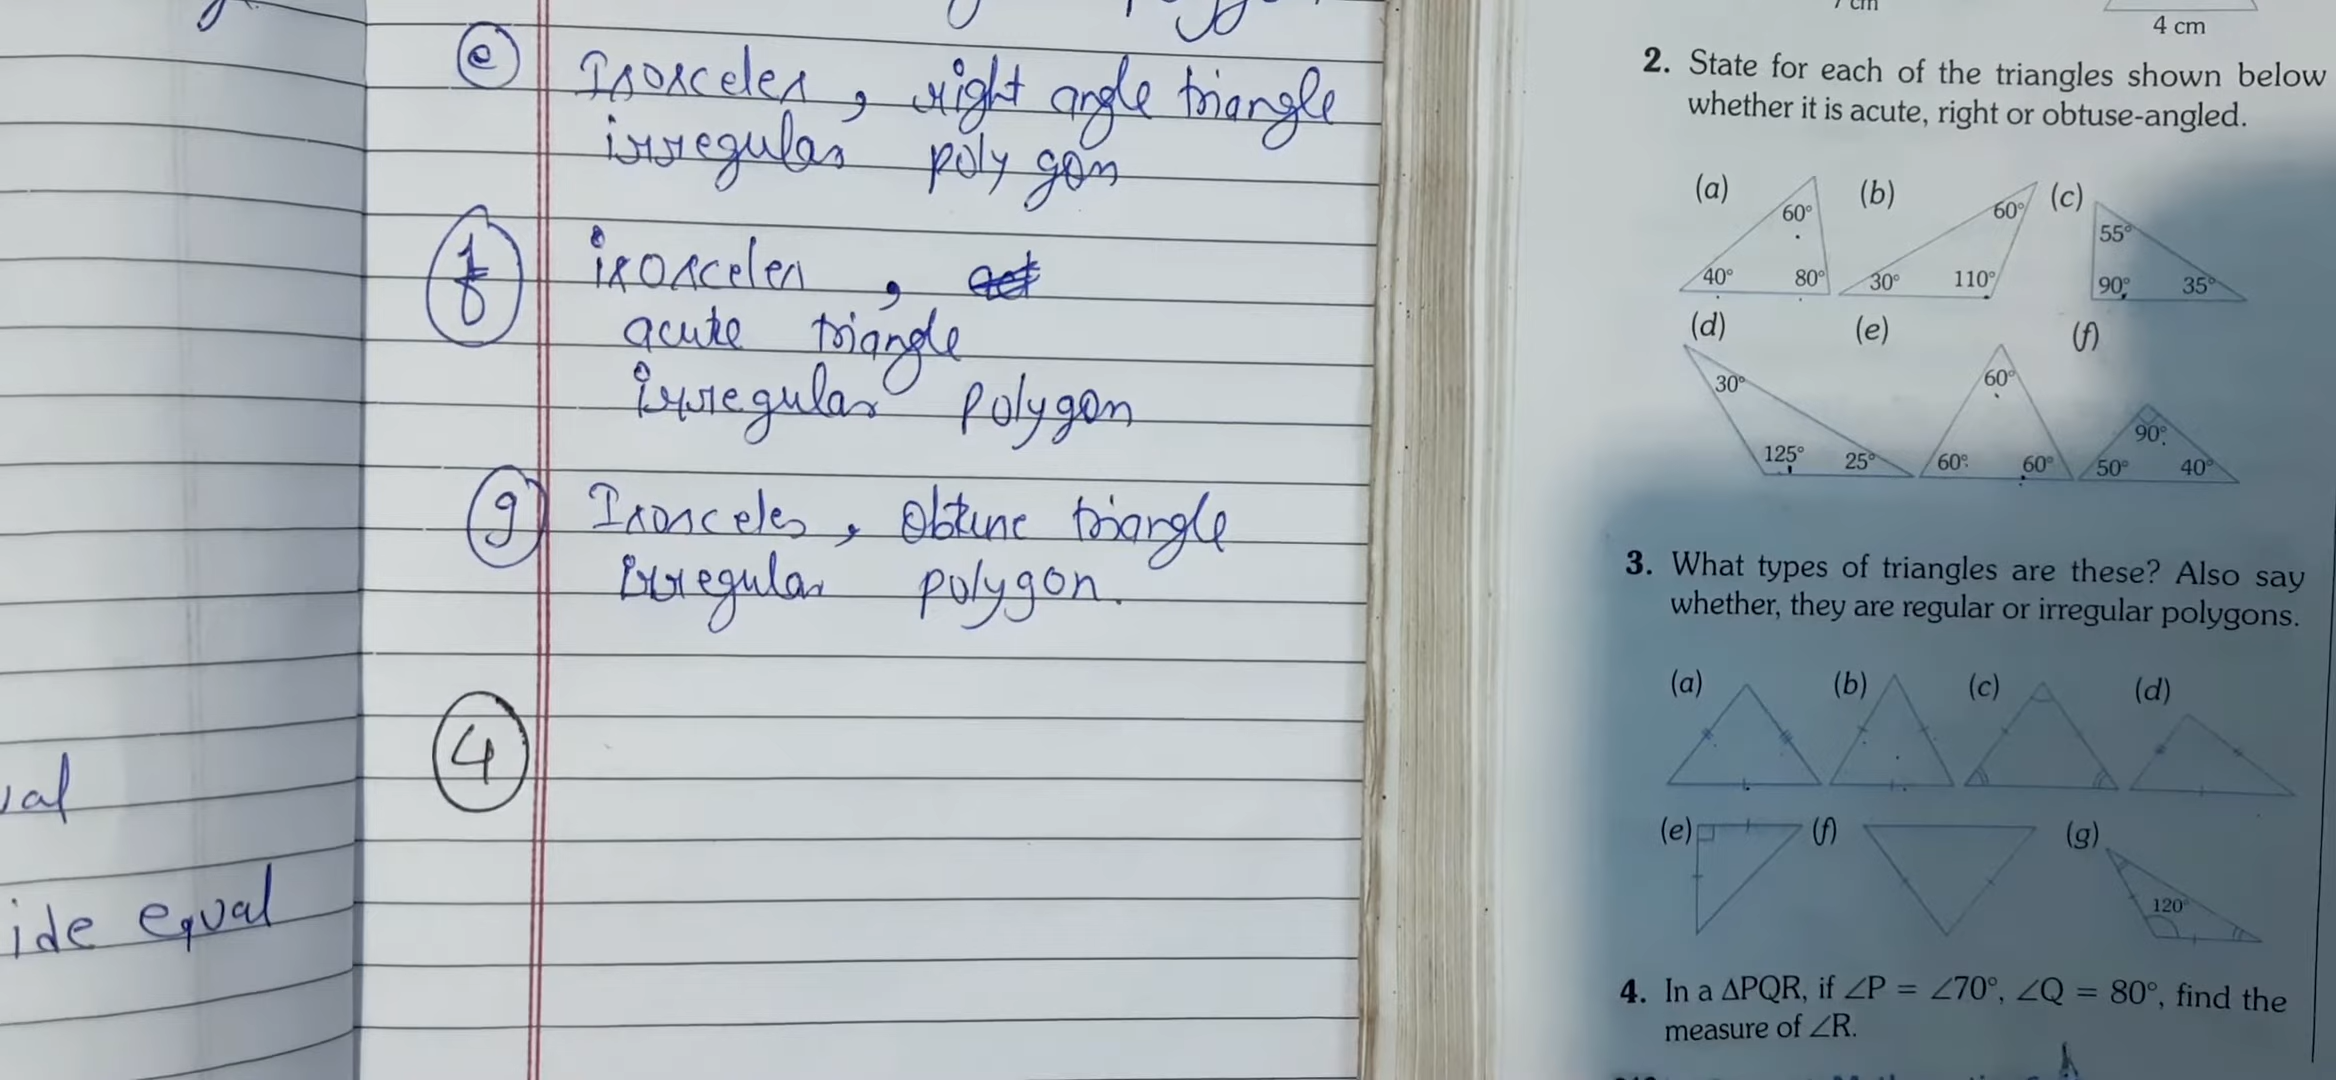 ual
ide equal
e Isosceles, right angle triangle
irregular polygon
f isosceles,
acute triangle
irregular polygon
g Isosceles, obtuse triangle
irregular polygon.
4
cm
4 cm
2. State for each of the triangles shown below
whether it is acute, right or obtuse-angled.
(a) 60° 40° 80°
(b) 60° 30° 110°
(c) 55° 90° 35°
(d) 30° 125° 25°
(e) 60° 60° 60°
(f) 90° 50° 40°
3. What types of triangles are these? Also say
whether, they are regular or irregular polygons.
(a) (b) (c) (d)
(e) (f) (g) 120°
4. In a ΔPQR, if ∠P = ∠70°, ∠Q = 80°, find the
measure of ∠R.